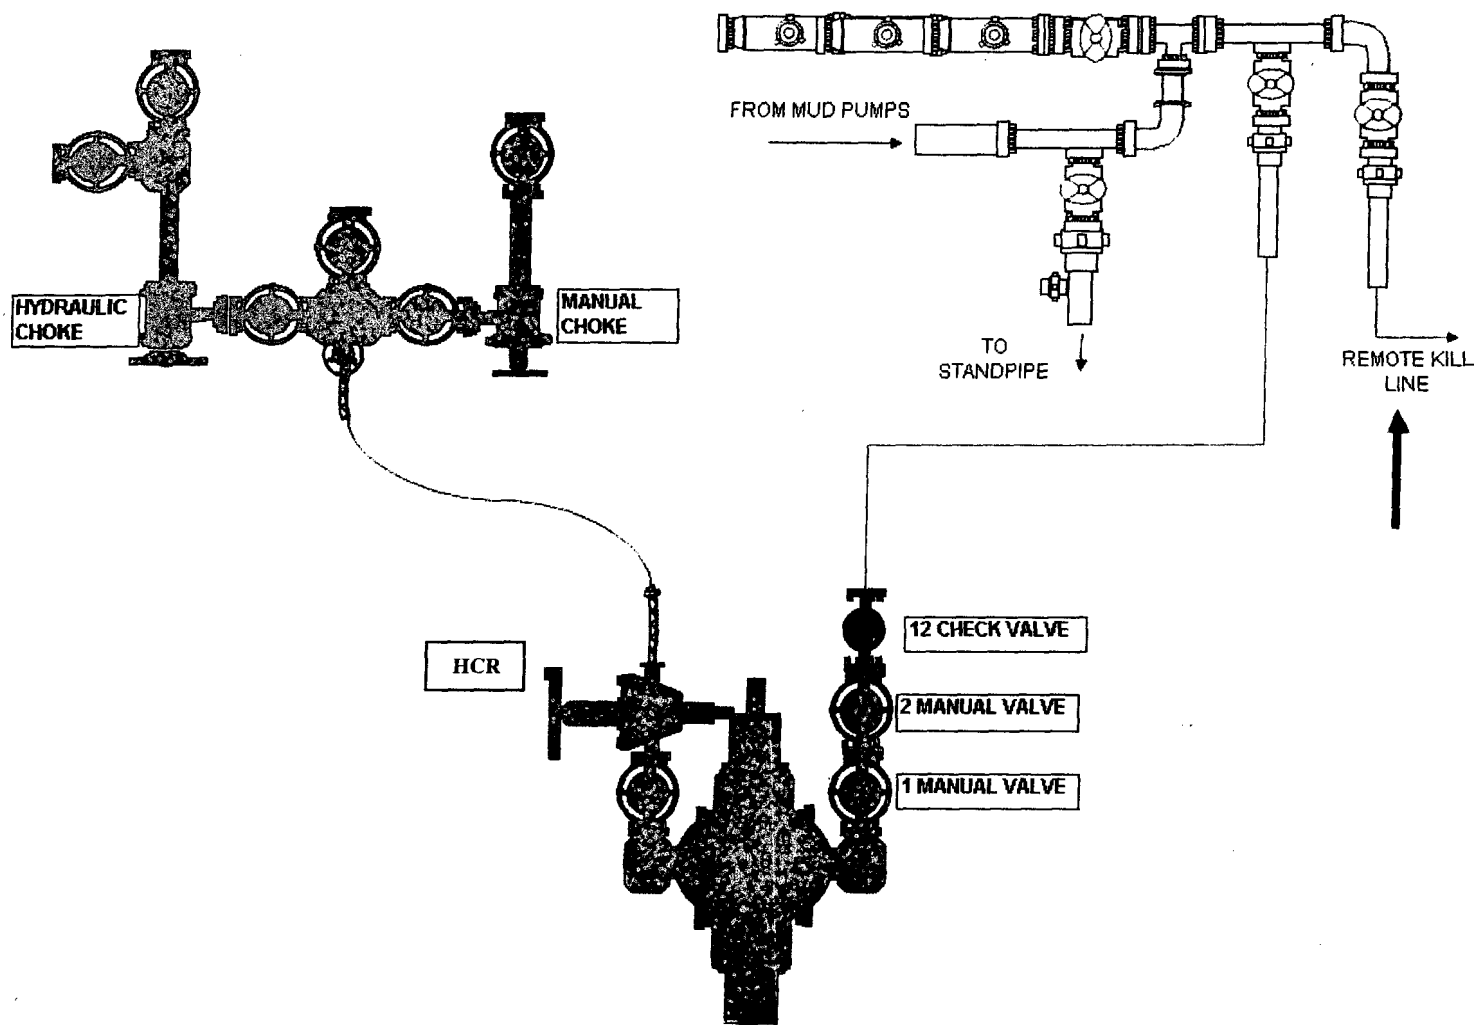 FROM MUD PUMPS
HYDRAULIC
CHOKE
MANUAL
CHOKE
TO
STANDPIPE
REMOTE KILL
LINE
12 CHECK VALVE
HCR
2 MANUAL VALVE
1 MANUAL VALVE